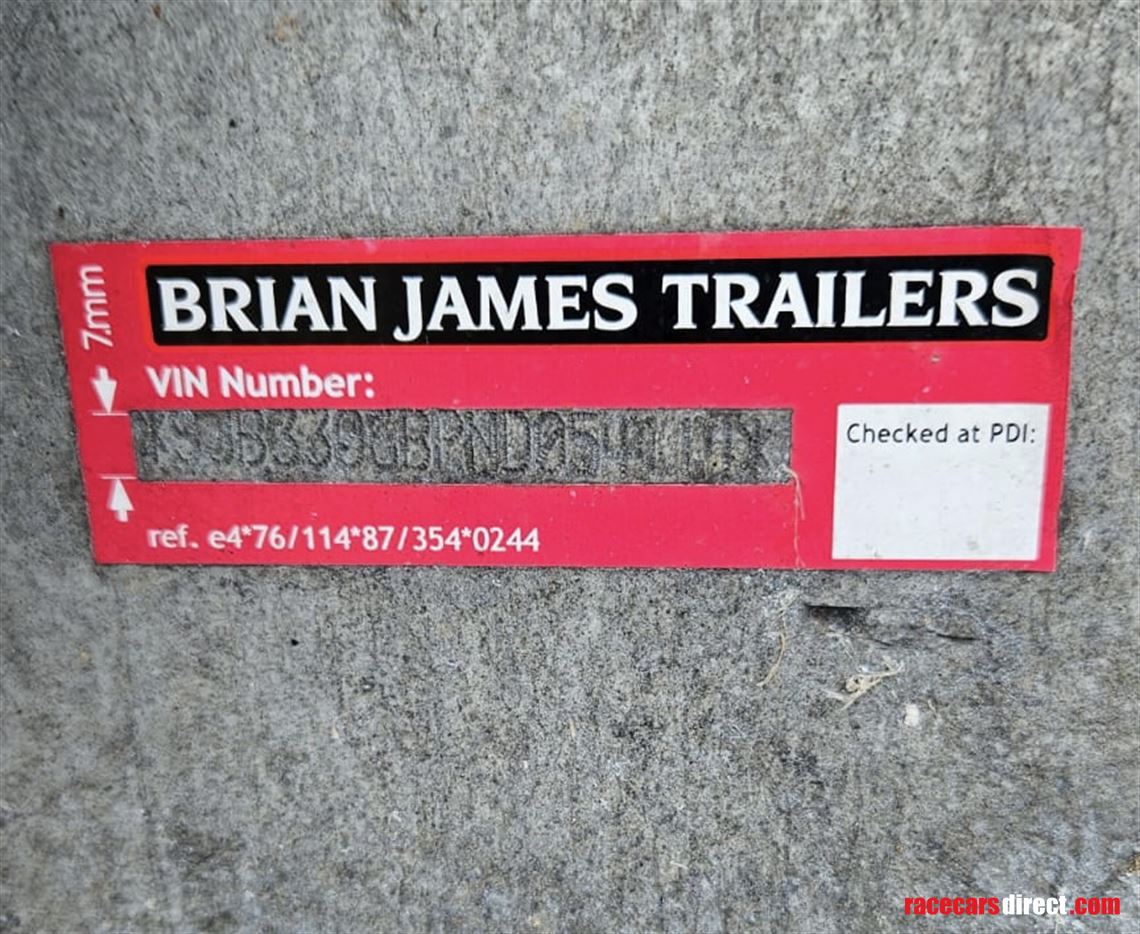 7mm
BRIAN JAMES TRAILERS
VIN Number:
Checked at PDI:
ref. e4*76/114*87/354*0244
racecarsdirect.com